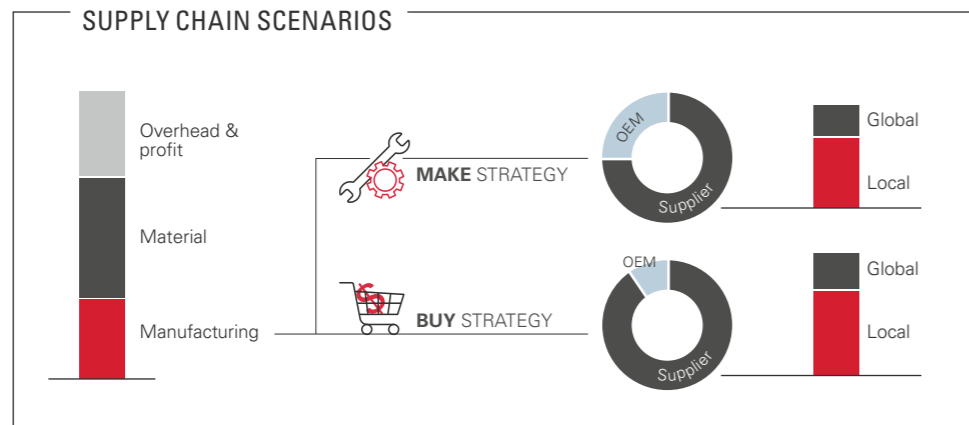 SUPPLY CHAIN SCENARIOS
Overhead &
profit
Material
Manufacturing
MAKE STRATEGY
OEM
Supplier
Global
Local
BUY STRATEGY
OEM
Supplier
Global
Local